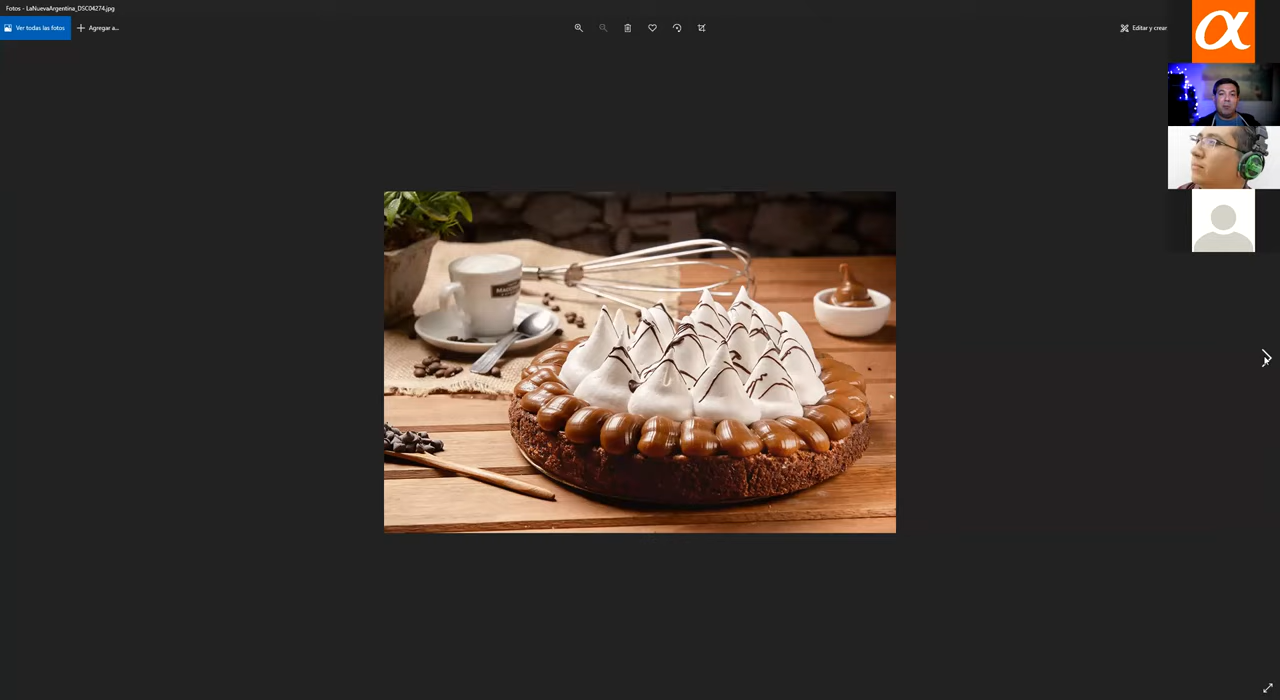 Fotos - LaNuevaArgentina_DSC04274.jpg
Ver todas las fotos
Agregar a...
Editar y crear
α